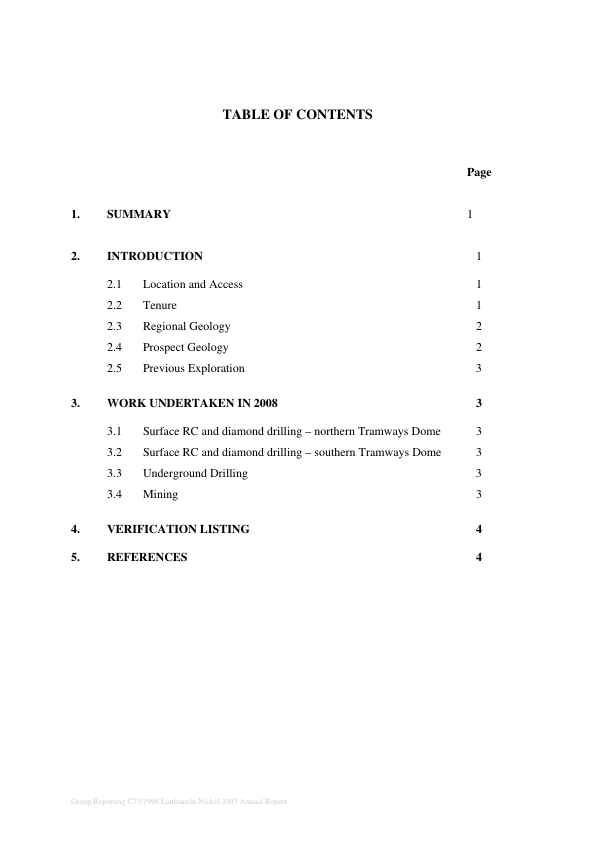 TABLE OF CONTENTS
Page
1. SUMMARY 1
2. INTRODUCTION 1
2.1 Location and Access 1
2.2 Tenure 1
2.3 Regional Geology 2
2.4 Prospect Geology 2
2.5 Previous Exploration 3
3. WORK UNDERTAKEN IN 2008 3
3.1 Surface RC and diamond drilling – northern Tramways Dome 3
3.2 Surface RC and diamond drilling – southern Tramways Dome 3
3.3 Underground Drilling 3
3.4 Mining 3
4. VERIFICATION LISTING 4
5. REFERENCES 4
Group Reporting C77/1998 Lanfranchi Nickel 2007 Annual Report